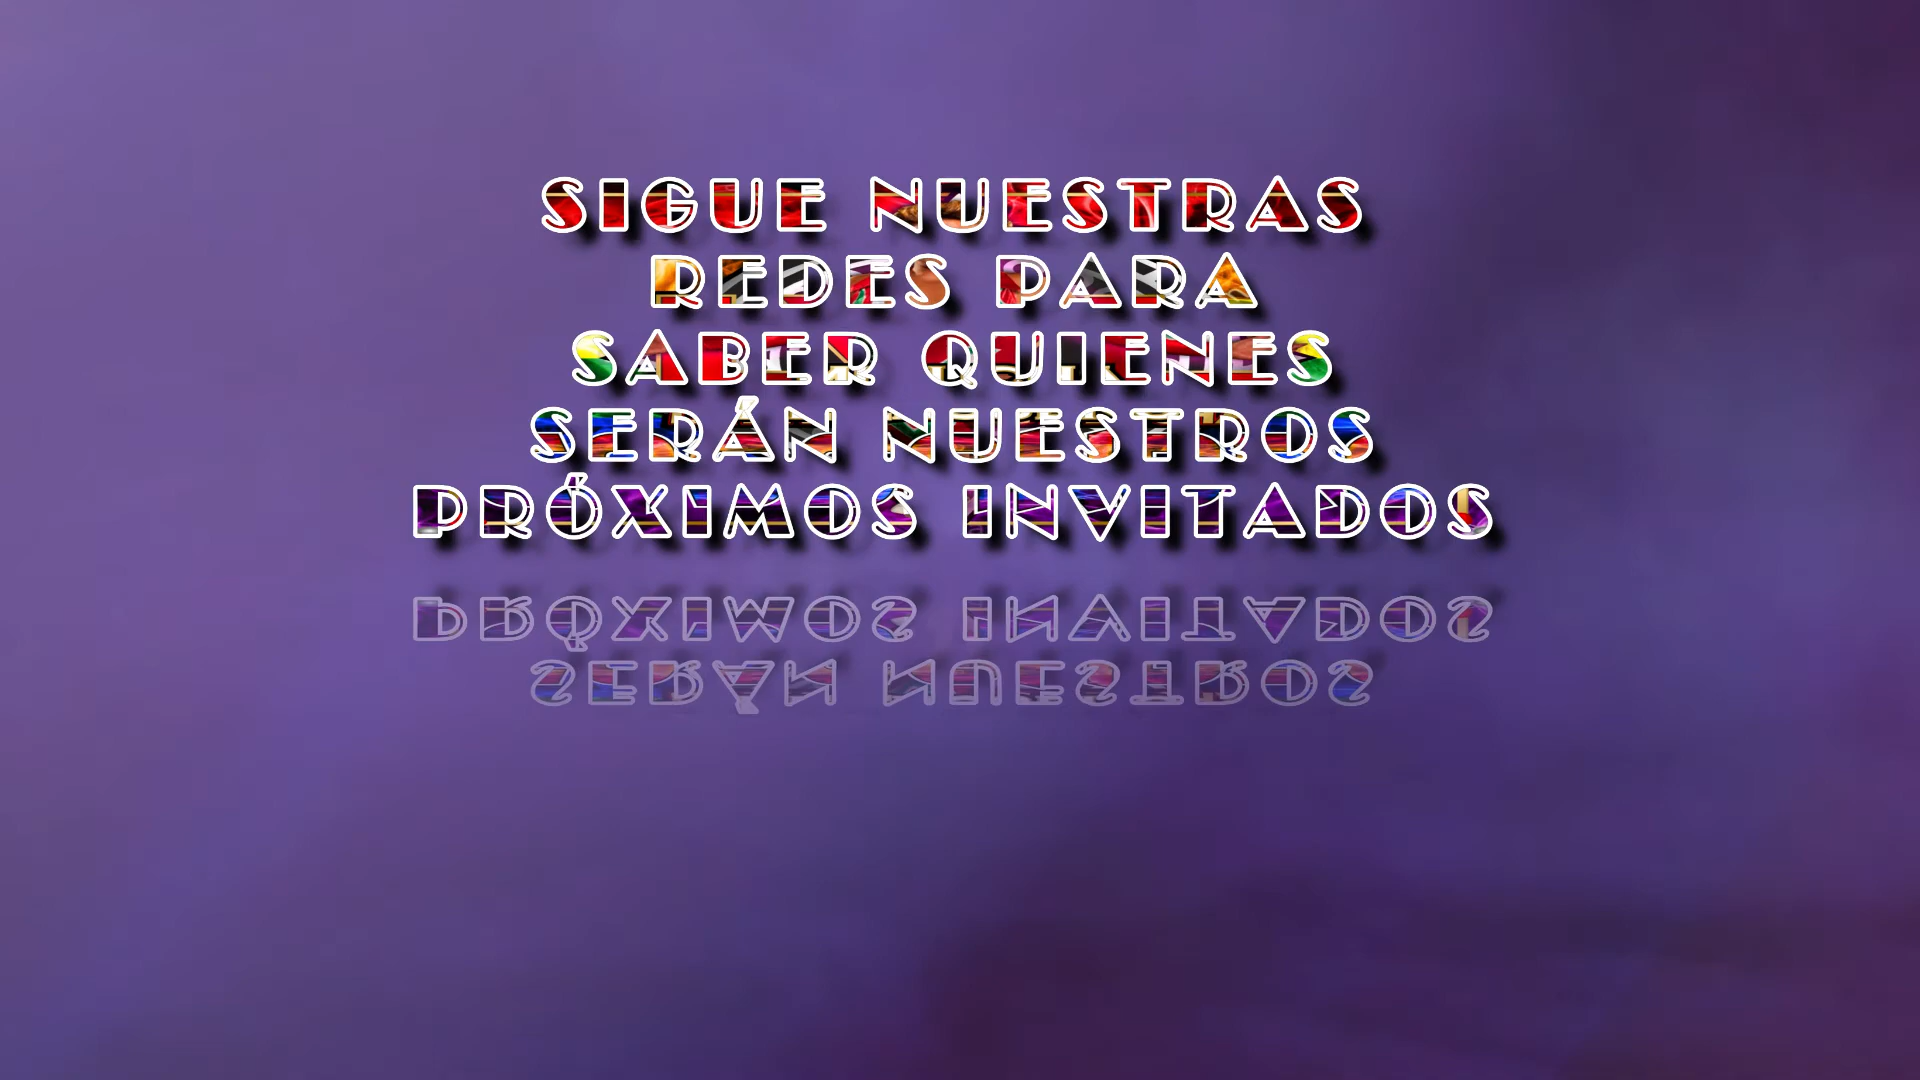 SIGUE NUESTRAS
REDES PARA
SABER QUIENES
SERÁN NUESTROS
PRÓXIMOS INVITADOS